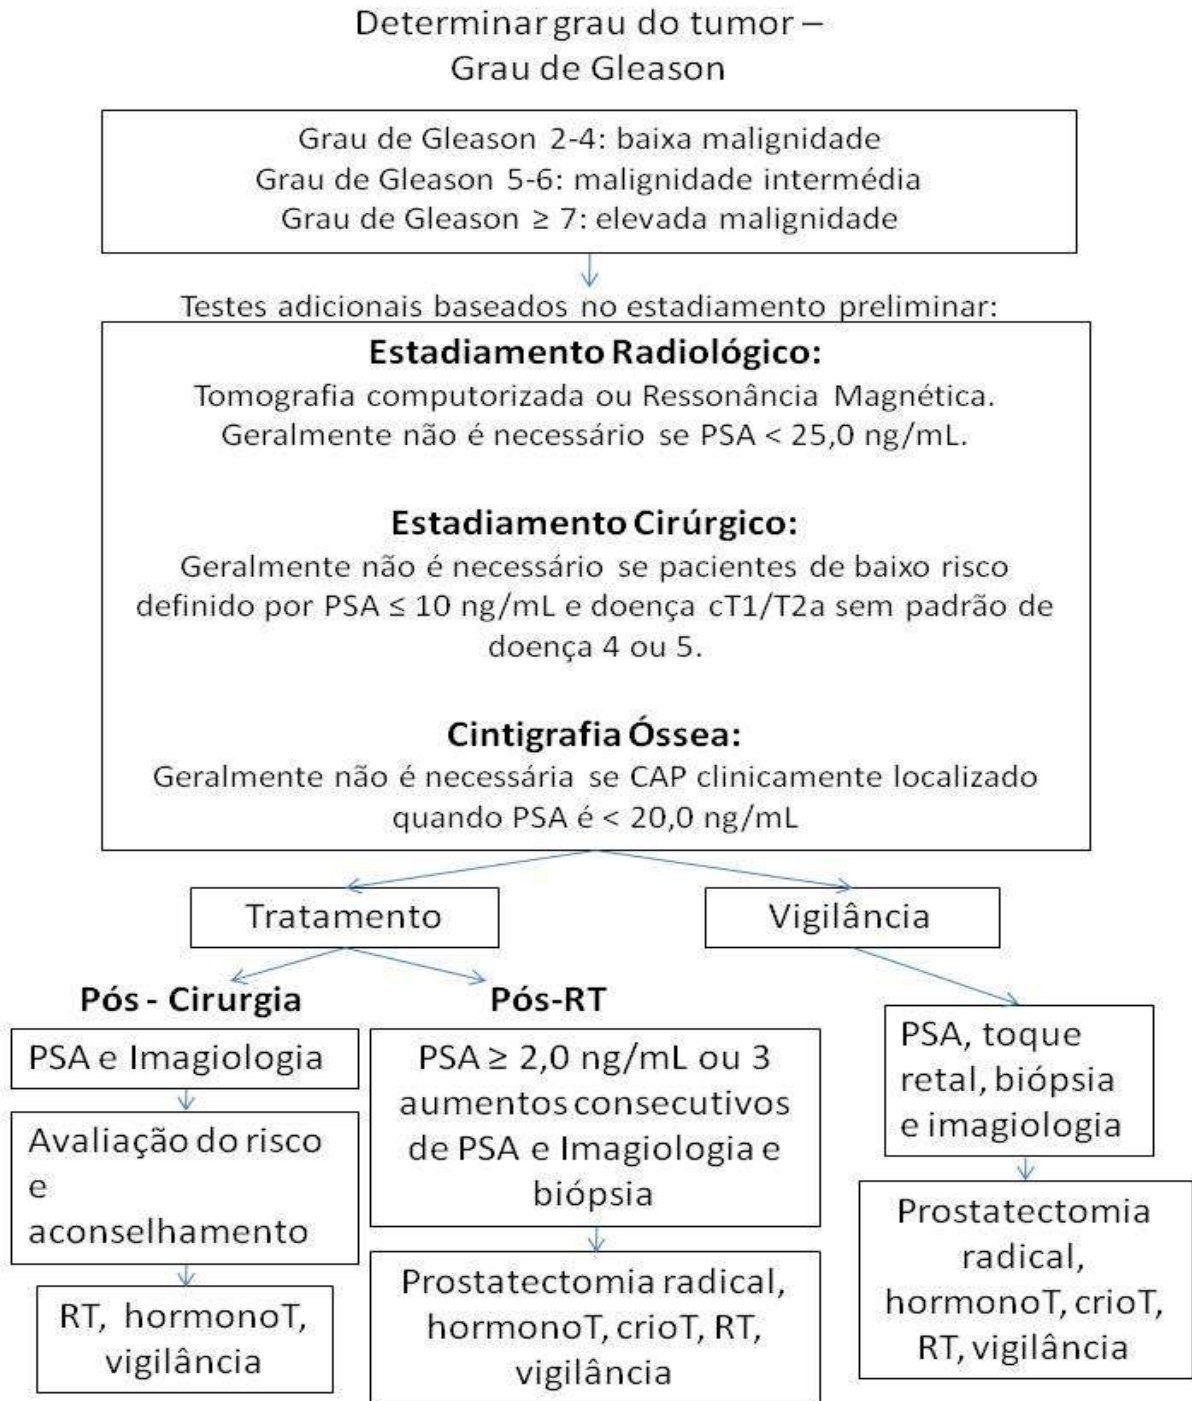 Determinar grau do tumor –
Grau de Gleason
Grau de Gleason 2-4: baixa malignidade
Grau de Gleason 5-6: malignidade intermédia
Grau de Gleason ≥ 7: elevada malignidade
Testes adicionais baseados no estadiamento preliminar:
Estadiamento Radiológico:
Tomografia computorizada ou Ressonância Magnética.
Geralmente não é necessário se PSA < 25,0 ng/mL.
Estadiamento Cirúrgico:
Geralmente não é necessário se pacientes de baixo risco
definido por PSA ≤ 10 ng/mL e doença cT1/T2a sem padrão de
doença 4 ou 5.
Cintigrafia Óssea:
Geralmente não é necessária se CAP clinicamente localizado
quando PSA é < 20,0 ng/mL
Tratamento
Vigilância
Pós - Cirurgia
PSA e Imagiologia
Avaliação do risco
e
aconselhamento
RT, hormonoT,
vigilância
Pós-RT
PSA ≥ 2,0 ng/mL ou 3
aumentos consecutivos
de PSA e Imagiologia e
biópsia
Prostatectomia radical,
hormonoT, crioT, RT,
vigilância
PSA, toque
retal, biópsia
e imagiologia
Prostatectomia
radical,
hormonoT, crioT,
RT, vigilância